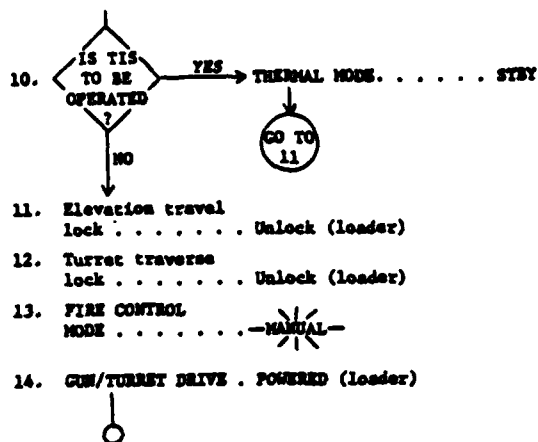 IS TIS
10. TO BE YES THERMAL MODE. . . . . . STBY
OPERATED
?
GO TO
11
NO
11. Elevation travel
lock . . . . . . . Unlock (loader)
12. Turret traverse
lock . . . . . . . Unlock (loader)
13. FIRE CONTROL
MODE . . . . . . . MANUAL
14. GUN/TURRET DRIVE . POWERED (loader)